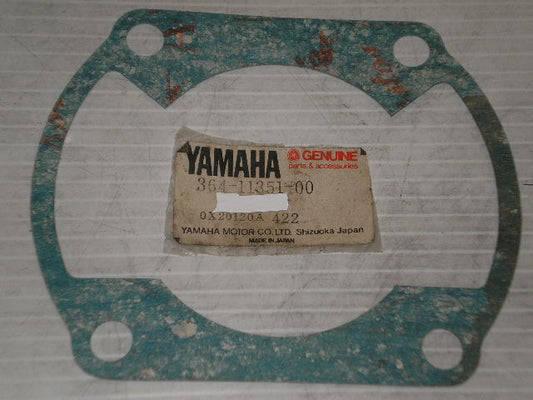 YAMAHA GENUINE
parts & accessories
364-11351-00
0X20120A 422
YAMAHA MOTOR CO.LTD. Shizuoka Japan
MADE IN JAPAN